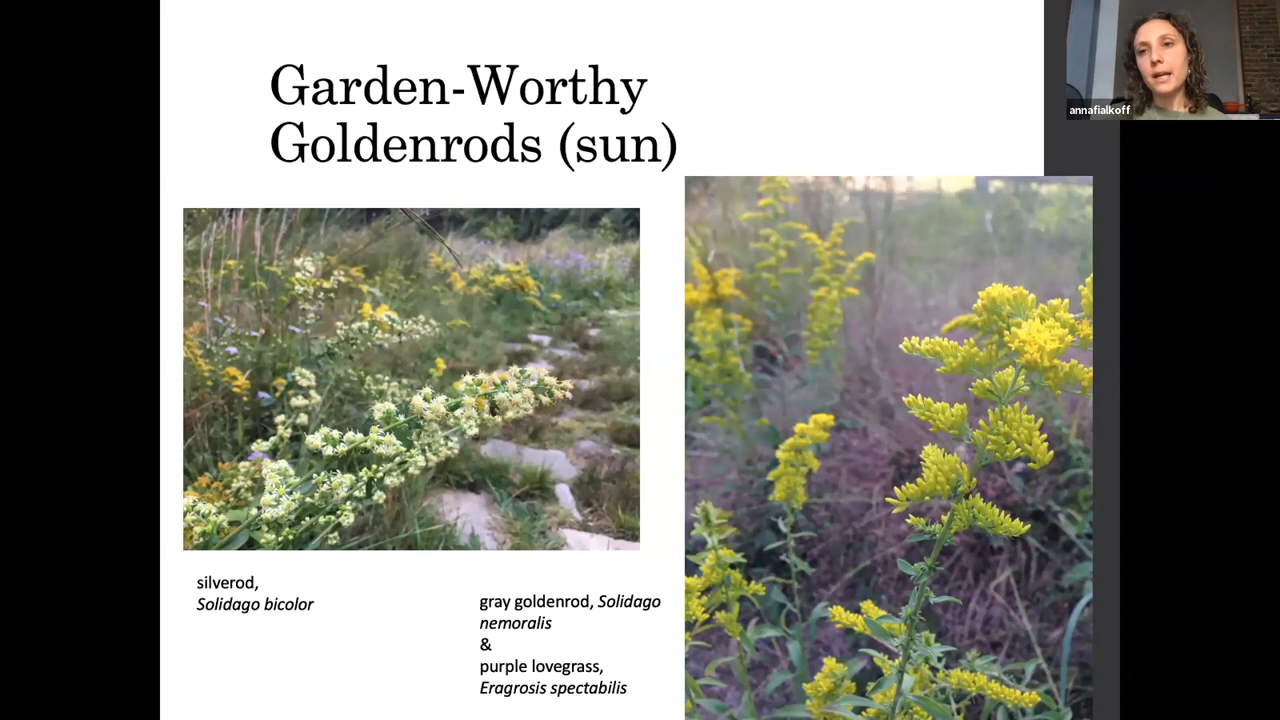 Garden-Worthy
Goldenrods (sun)
annafialkoff
silverod,
Solidago bicolor
gray goldenrod, Solidago
nemoralis
&
purple lovegrass,
Eragrosis spectabilis